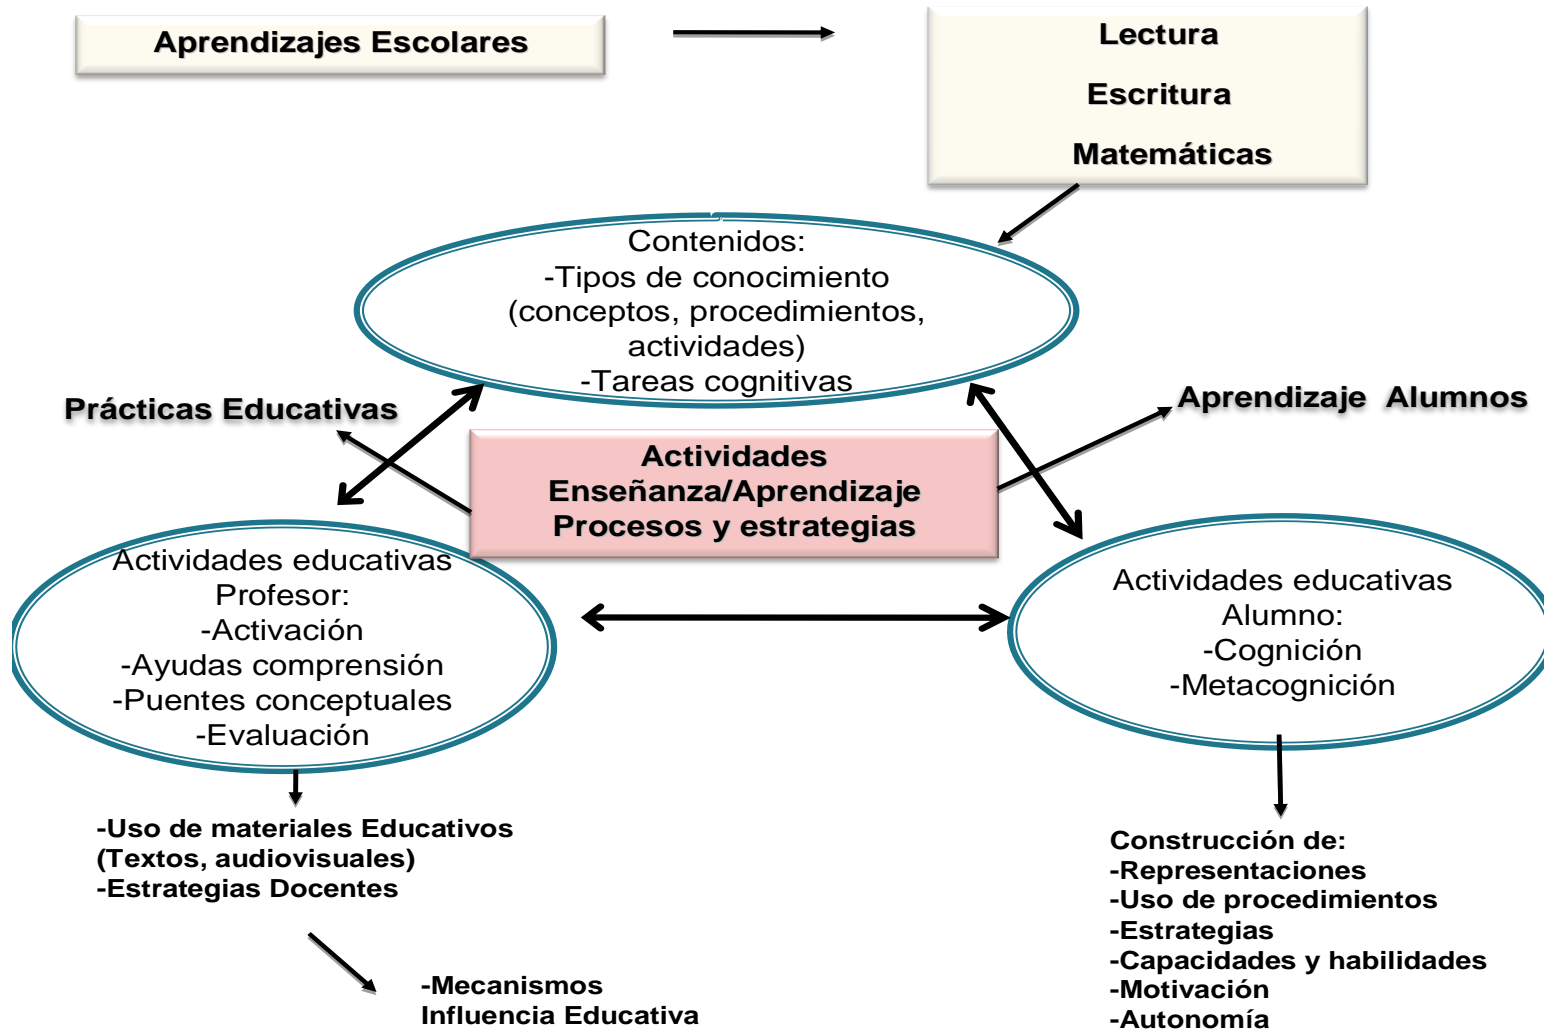 Aprendizajes Escolares
Lectura
Escritura
Matemáticas
Contenidos:
-Tipos de conocimiento
(conceptos, procedimientos,
actividades)
-Tareas cognitivas
Prácticas Educativas
Aprendizaje Alumnos
Actividades
Enseñanza/Aprendizaje
Procesos y estrategias
Actividades educativas
Profesor:
-Activación
-Ayudas comprensión
-Puentes conceptuales
-Evaluación
Actividades educativas
Alumno:
-Cognición
-Metacognición
-Uso de materiales Educativos
(Textos, audiovisuales)
-Estrategias Docentes
-Mecanismos
Influencia Educativa
Construcción de:
-Representaciones
-Uso de procedimientos
-Estrategias
-Capacidades y habilidades
-Motivación
-Autonomía